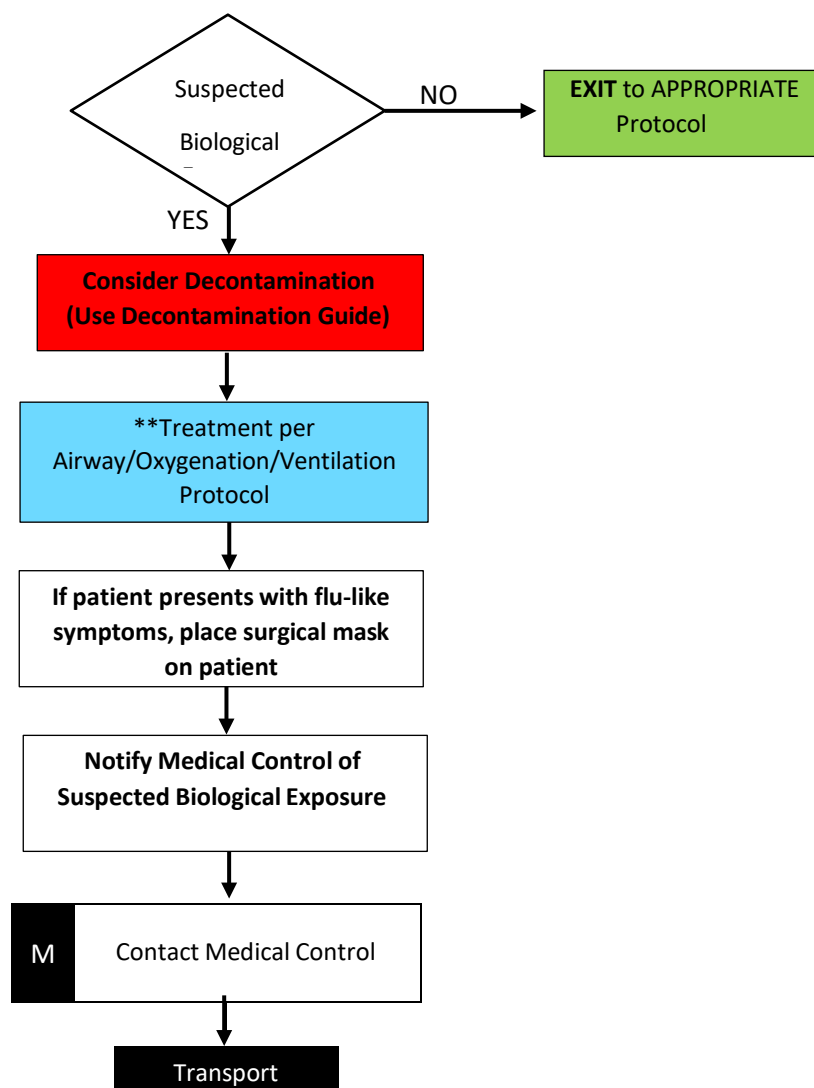 Suspected
Biological
NO
EXIT to APPROPRIATE
Protocol
YES
Consider Decontamination
(Use Decontamination Guide)
**Treatment per
Airway/Oxygenation/Ventilation
Protocol
If patient presents with flu-like
symptoms, place surgical mask
on patient
Notify Medical Control of
Suspected Biological Exposure
M
Contact Medical Control
Transport